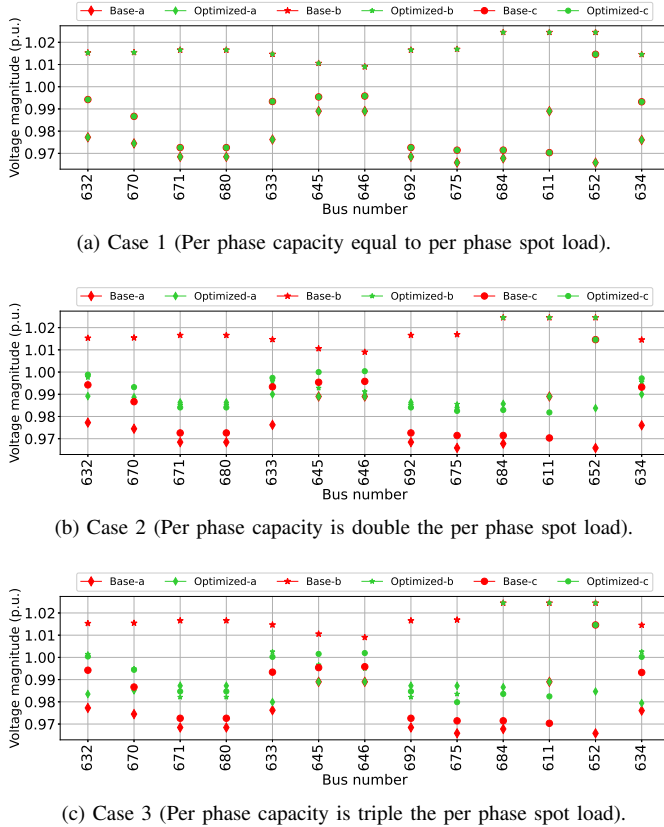 Base-a Optimized-a Base-b Optimized-b Base-c Optimized-c
Voltage magnitude (p.u.)
1.02
1.01
1.00
0.99
0.98
0.97
632 670 671 680 633 645 646 692 675 684 611 652 634
Bus number
(a) Case 1 (Per phase capacity equal to per phase spot load).
Base-a Optimized-a Base-b Optimized-b Base-c Optimized-c
Voltage magnitude (p.u.)
1.02
1.01
1.00
0.99
0.98
0.97
632 670 671 680 633 645 646 692 675 684 611 652 634
Bus number
(b) Case 2 (Per phase capacity is double the per phase spot load).
Base-a Optimized-a Base-b Optimized-b Base-c Optimized-c
Voltage magnitude (p.u.)
1.02
1.01
1.00
0.99
0.98
0.97
632 670 671 680 633 645 646 692 675 684 611 652 634
Bus number
(c) Case 3 (Per phase capacity is triple the per phase spot load).